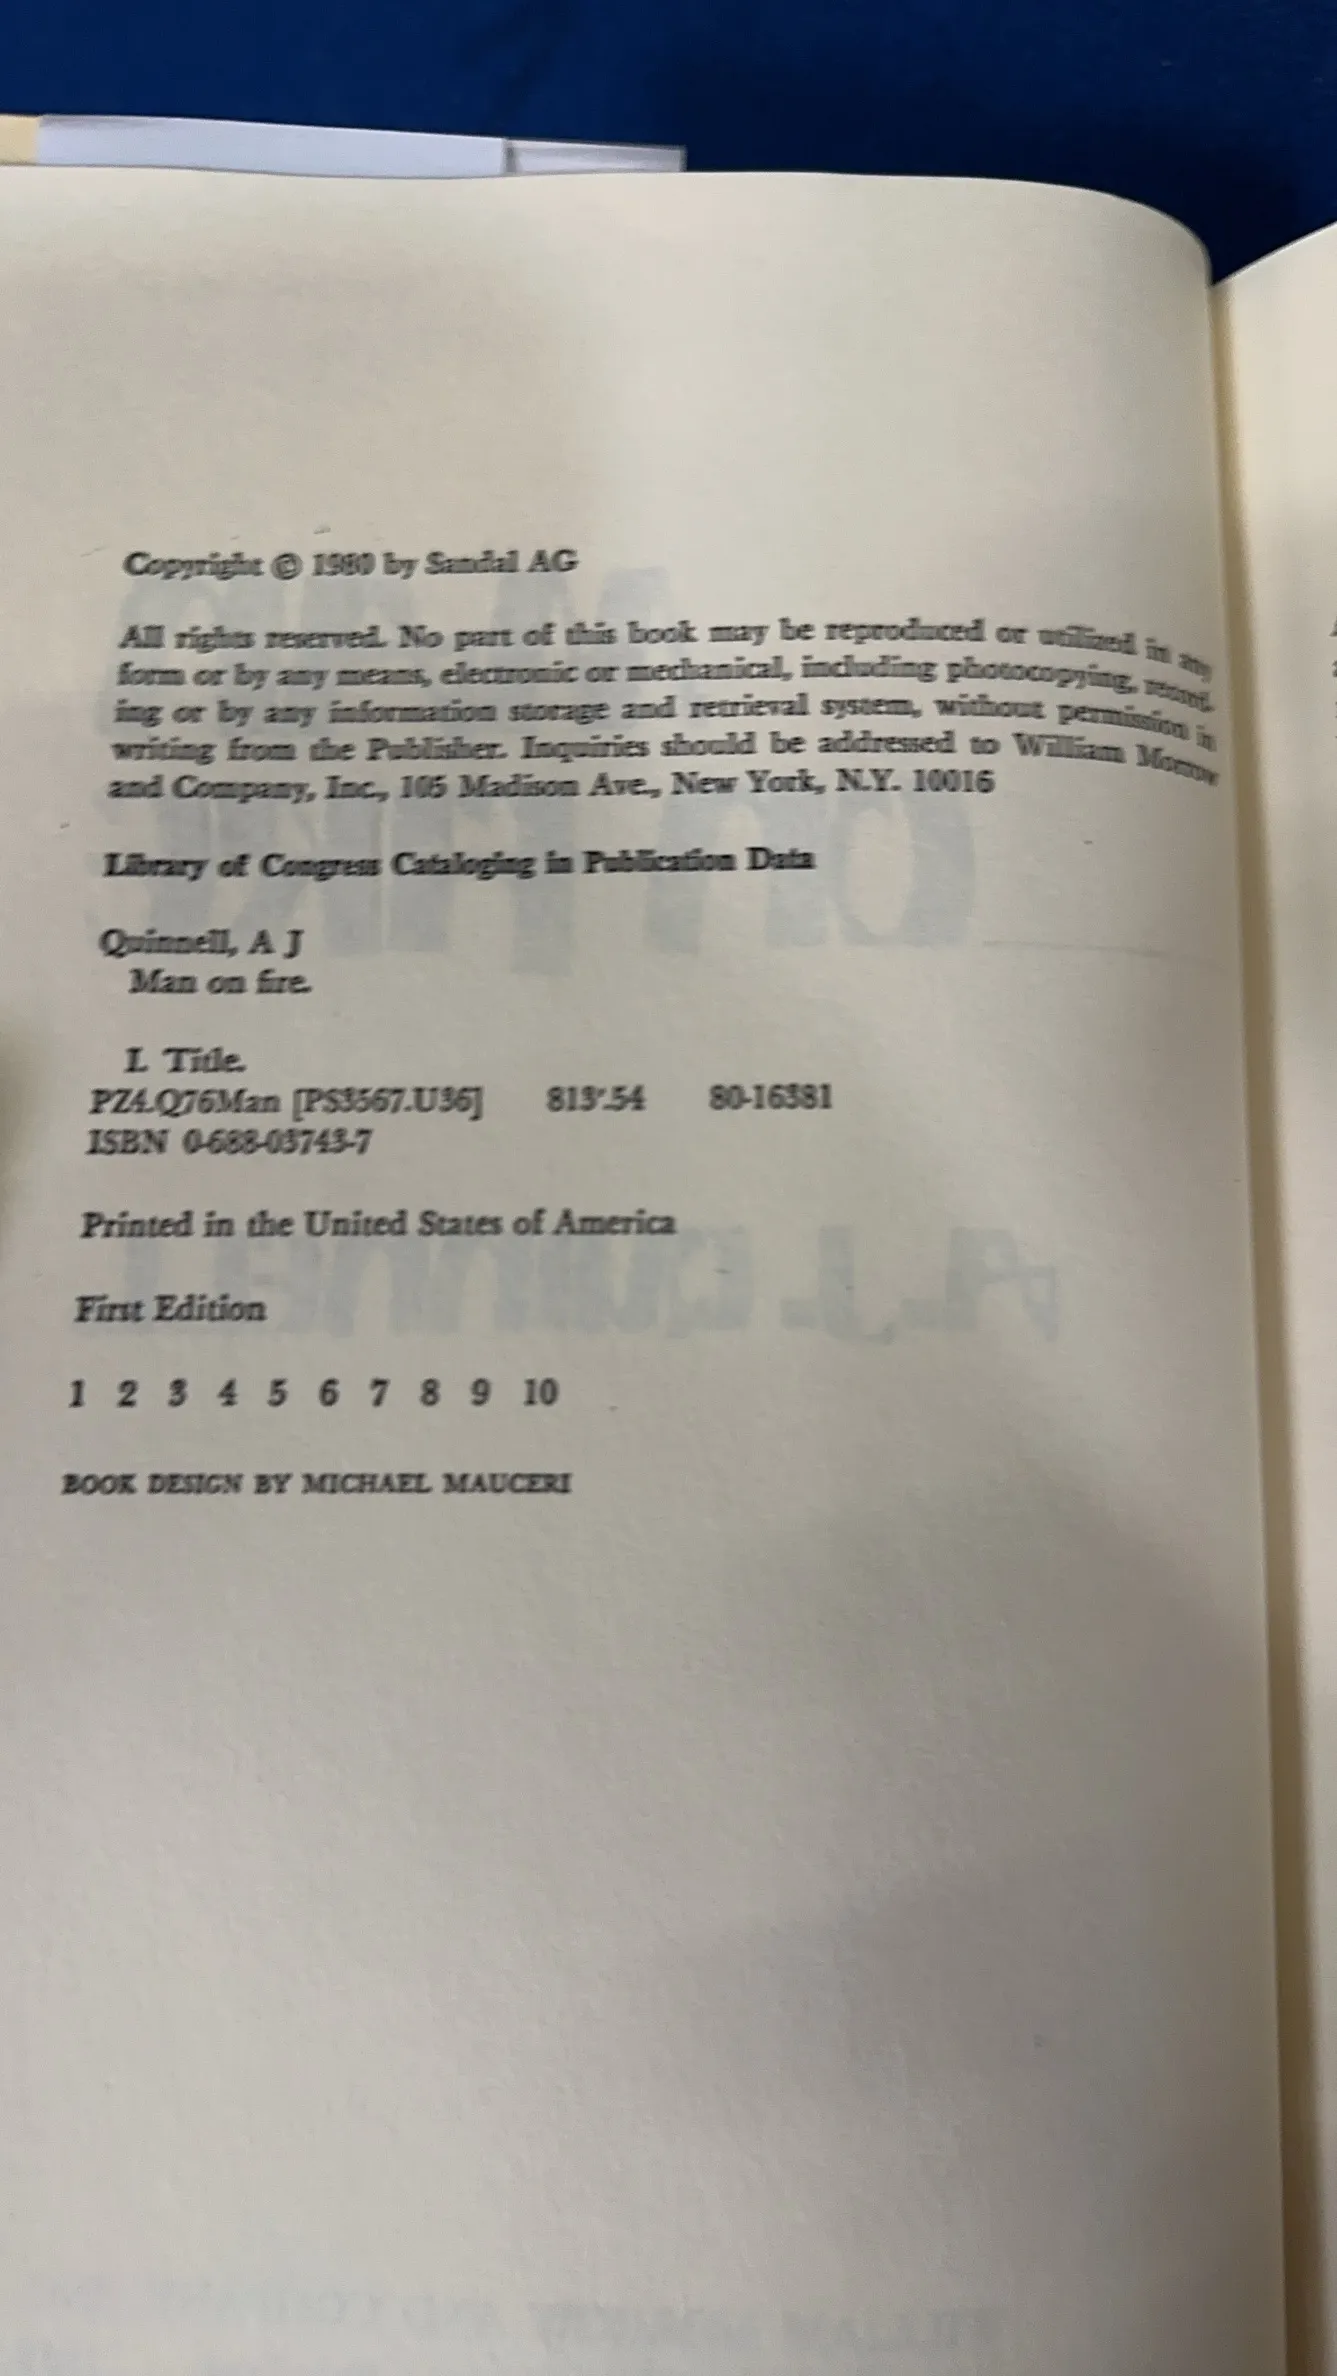 Copyright © 1980 by Sandal AG
All rights reserved. No part of this book may be reproduced or utilized in any
form or by any means, electronic or mechanical, including photocopying, record-
ing or by any information storage and retrieval system, without permission in
writing from the Publisher. Inquiries should be addressed to William Morrow
and Company, Inc., 105 Madison Ave., New York, N.Y. 10016
Library of Congress Cataloging in Publication Data
Quinnell, A J
Man on fire.
I. Title.
PZ4.Q76Man [PS3567.U36] 813'.54 80-16381
ISBN 0-688-03743-7
Printed in the United States of America
First Edition
1 2 3 4 5 6 7 8 9 10
BOOK DESIGN BY MICHAEL MAUCERI